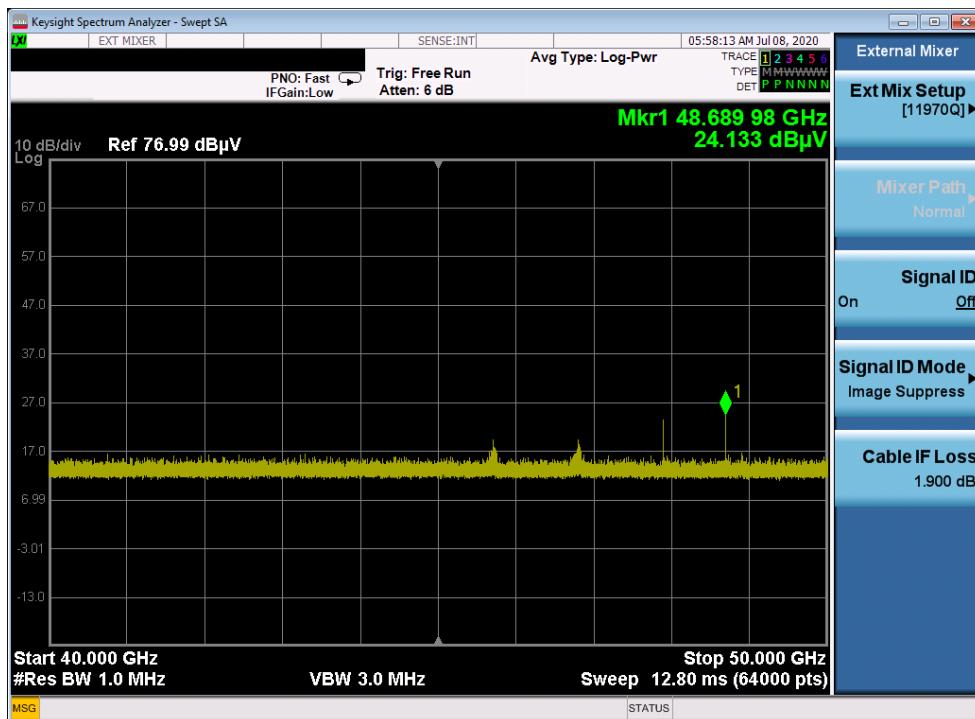 Keysight Spectrum Analyzer - Swept SA
LXI EXT MIXER SENSE:INT 05:58:13 AM Jul 08, 2020
PNO: Fast
IFGain:Low
Trig: Free Run
Atten: 6 dB
Avg Type: Log-Pwr
TRACE 1 2 3 4 5 6
TYPE M M W W W W
DET P P N N N N
Mkr1 48.689 98 GHz
24.133 dBµV
10 dB/div
Log
Ref 76.99 dBµV
67.0
57.0
47.0
37.0
27.0
17.0
6.99
-3.01
-13.0
1
Start 40.000 GHz
Stop 50.000 GHz
#Res BW 1.0 MHz
VBW 3.0 MHz
Sweep 12.80 ms (64000 pts)
MSG
STATUS
External Mixer
Ext Mix Setup
[11970Q]
Mixer Path
Normal
Signal ID
On Off
Signal ID Mode
Image Suppress
Cable IF Loss
1.900 dB